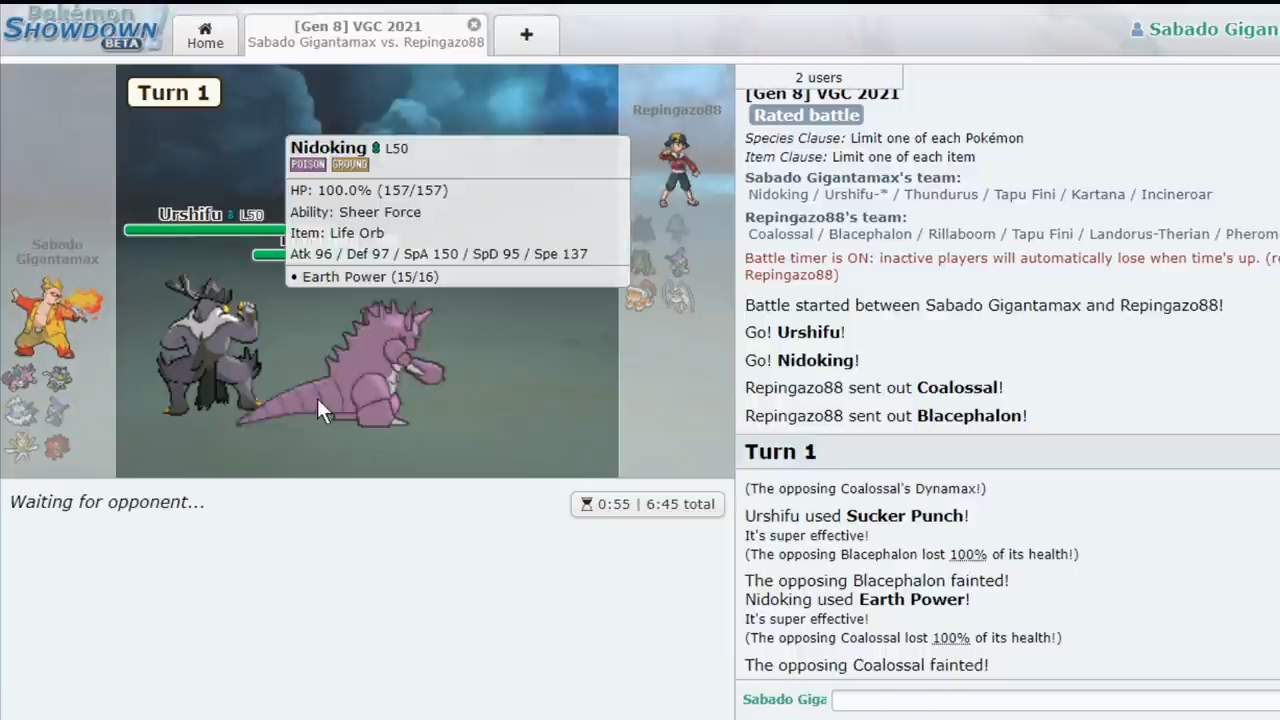 Pokémon
SHOWDOWN
BETA
Home
[Gen 8] VGC 2021
Sabado Gigantamax vs. Repingazo88
+
Sabado Gigan
Turn 1
Sabado
Gigantamax
Repingazo88
Urshifu L50
Nidoking L50
POISON GROUND
HP: 100.0% (157/157)
Ability: Sheer Force
Item: Life Orb
Atk 96 / Def 97 / SpA 150 / SpD 95 / Spe 137
• Earth Power (15/16)
Waiting for opponent...
0:55 | 6:45 total
2 users
[Gen 8] VGC 2021
Rated battle
Species Clause: Limit one of each Pokémon
Item Clause: Limit one of each item
Sabado Gigantamax's team:
Nidoking / Urshifu-* / Thundurus / Tapu Fini / Kartana / Incineroar
Repingazo88's team:
Coalossal / Blacephalon / Rillaboom / Tapu Fini / Landorus-Therian / Pherom
Battle timer is ON: inactive players will automatically lose when time's up. (re
Repingazo88)
Battle started between Sabado Gigantamax and Repingazo88!
Go! Urshifu!
Go! Nidoking!
Repingazo88 sent out Coalossal!
Repingazo88 sent out Blacephalon!
Turn 1
(The opposing Coalossal's Dynamax!)
Urshifu used Sucker Punch!
It's super effective!
(The opposing Blacephalon lost 100% of its health!)
The opposing Blacephalon fainted!
Nidoking used Earth Power!
It's super effective!
(The opposing Coalossal lost 100% of its health!)
The opposing Coalossal fainted!
Sabado Giga